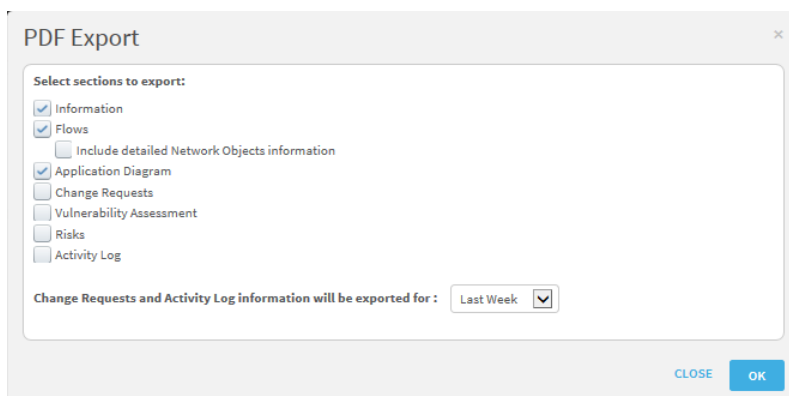 PDF Export
×
Select sections to export:
Information
Flows
Include detailed Network Objects information
Application Diagram
Change Requests
Vulnerability Assessment
Risks
Activity Log
Change Requests and Activity Log information will be exported for : Last Week
CLOSE OK